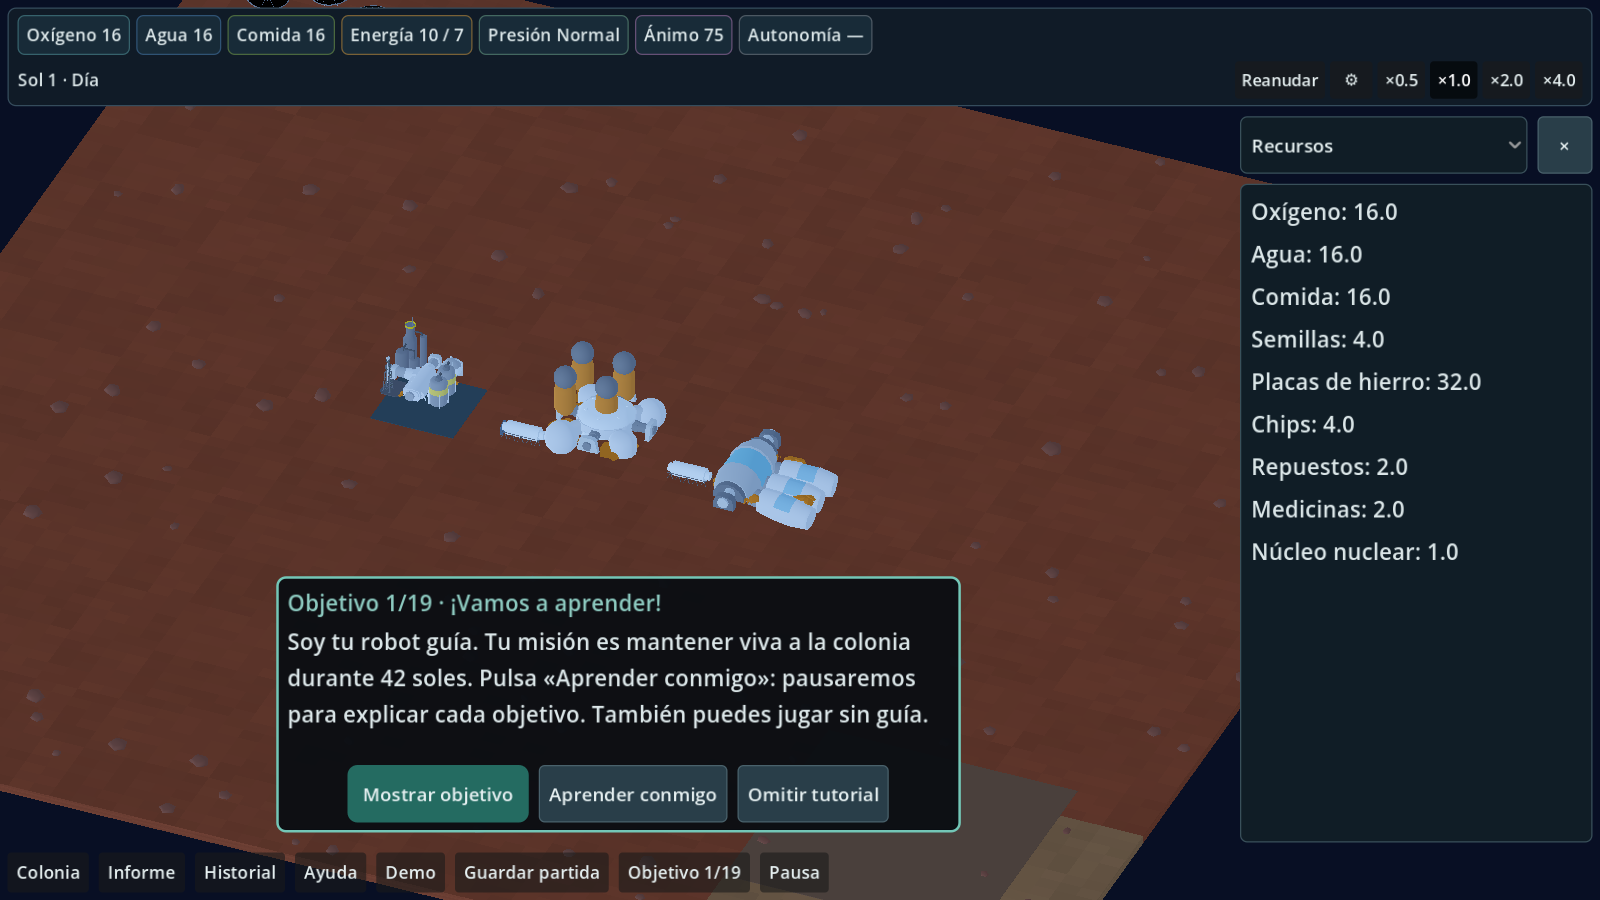 Oxígeno 16 Agua 16 Comida 16 Energía 10 / 7 Presión Normal Ánimo 75 Autonomía —
Sol 1 · Día
Reanudar ⚙ ×0.5 ×1.0 ×2.0 ×4.0
Recursos ×
Oxígeno: 16.0
Agua: 16.0
Comida: 16.0
Semillas: 4.0
Placas de hierro: 32.0
Chips: 4.0
Repuestos: 2.0
Medicinas: 2.0
Núcleo nuclear: 1.0
Objetivo 1/19 · ¡Vamos a aprender!
Soy tu robot guía. Tu misión es mantener viva a la colonia
durante 42 soles. Pulsa «Aprender conmigo»: pausaremos
para explicar cada objetivo. También puedes jugar sin guía.
Mostrar objetivo Aprender conmigo Omitir tutorial
Colonia Informe Historial Ayuda Demo Guardar partida Objetivo 1/19 Pausa